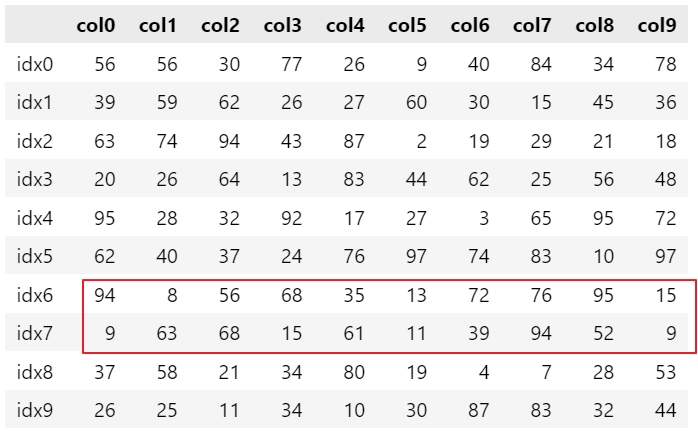 col0 col1 col2 col3 col4 col5 col6 col7 col8 col9
idx0 56 56 30 77 26 9 40 84 34 78
idx1 39 59 62 26 27 60 30 15 45 36
idx2 63 74 94 43 87 2 19 29 21 18
idx3 20 26 64 13 83 44 62 25 56 48
idx4 95 28 32 92 17 27 3 65 95 72
idx5 62 40 37 24 76 97 74 83 10 97
idx6 94 8 56 68 35 13 72 76 95 15
idx7 9 63 68 15 61 11 39 94 52 9
idx8 37 58 21 34 80 19 4 7 28 53
idx9 26 25 11 34 10 30 87 83 32 44